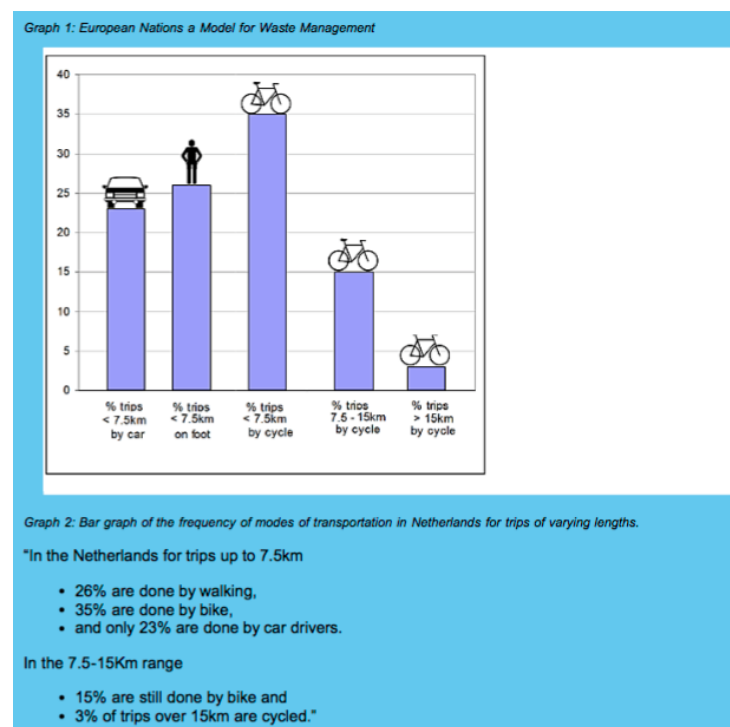 Graph 1: European Nations a Model for Waste Management
40
35
30
25
20
15
10
5
0
% trips
< 7.5km
by car
% trips
< 7.5km
on foot
% trips
< 7.5km
by cycle
% trips
7.5 - 15km
by cycle
% trips
> 15km
by cycle
Graph 2: Bar graph of the frequency of modes of transportation in Netherlands for trips of varying lengths.
"In the Netherlands for trips up to 7.5km
• 26% are done by walking,
• 35% are done by bike,
• and only 23% are done by car drivers.
In the 7.5-15Km range
• 15% are still done by bike and
• 3% of trips over 15km are cycled."